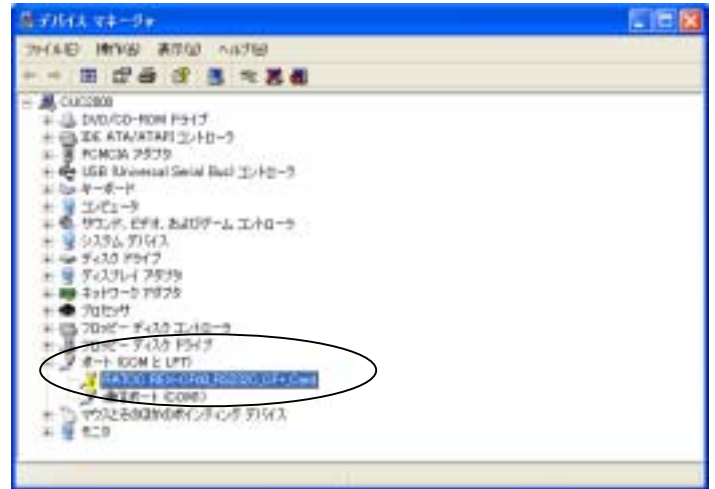 デバイス マネージャ
ファイル(F) 操作(A) 表示(V) ヘルプ(H)
CUC2808
DVD/CD-ROM ドライブ
IDE ATA/ATAPI コントローラ
PCMCIA アダプタ
USB (Universal Serial Bus) コントローラ
キーボード
コンピュータ
サウンド、ビデオ、およびゲーム コントローラ
システム デバイス
ディスク ドライブ
ディスプレイ アダプタ
ネットワーク アダプタ
プロセッサ
フロッピー ディスク コントローラ
フロッピー ディスク ドライブ
ポート (COM と LPT)
RATOC REX-CF60 RS232C CF+ Card
通信ポート
マウスとそのほかのポインティング デバイス
モニタ